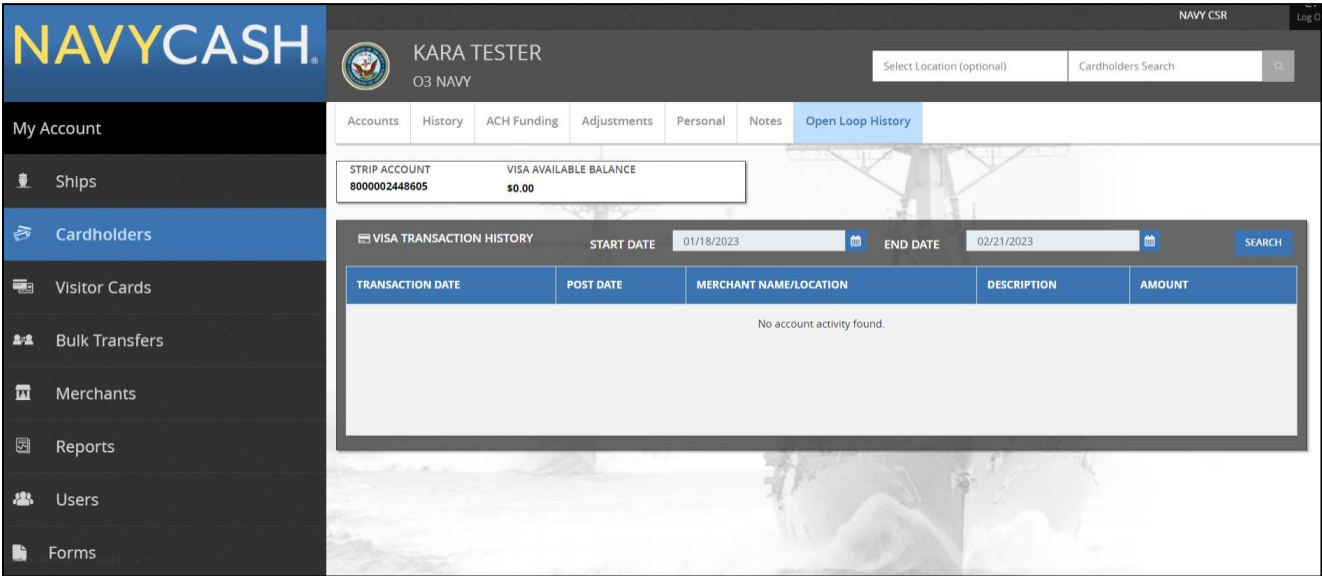 NAVY CSR
Log O
NAVYCASH.
KARA TESTER
O3 NAVY
Select Location (optional)
Cardholders Search
My Account
Ships
Cardholders
Visitor Cards
Bulk Transfers
Merchants
Reports
Users
Forms
Accounts History ACH Funding Adjustments Personal Notes Open Loop History
STRIP ACCOUNT VISA AVAILABLE BALANCE
8000002448605 $0.00
VISA TRANSACTION HISTORY START DATE 01/18/2023 END DATE 02/21/2023 SEARCH
TRANSACTION DATE POST DATE MERCHANT NAME/LOCATION DESCRIPTION AMOUNT
No account activity found.